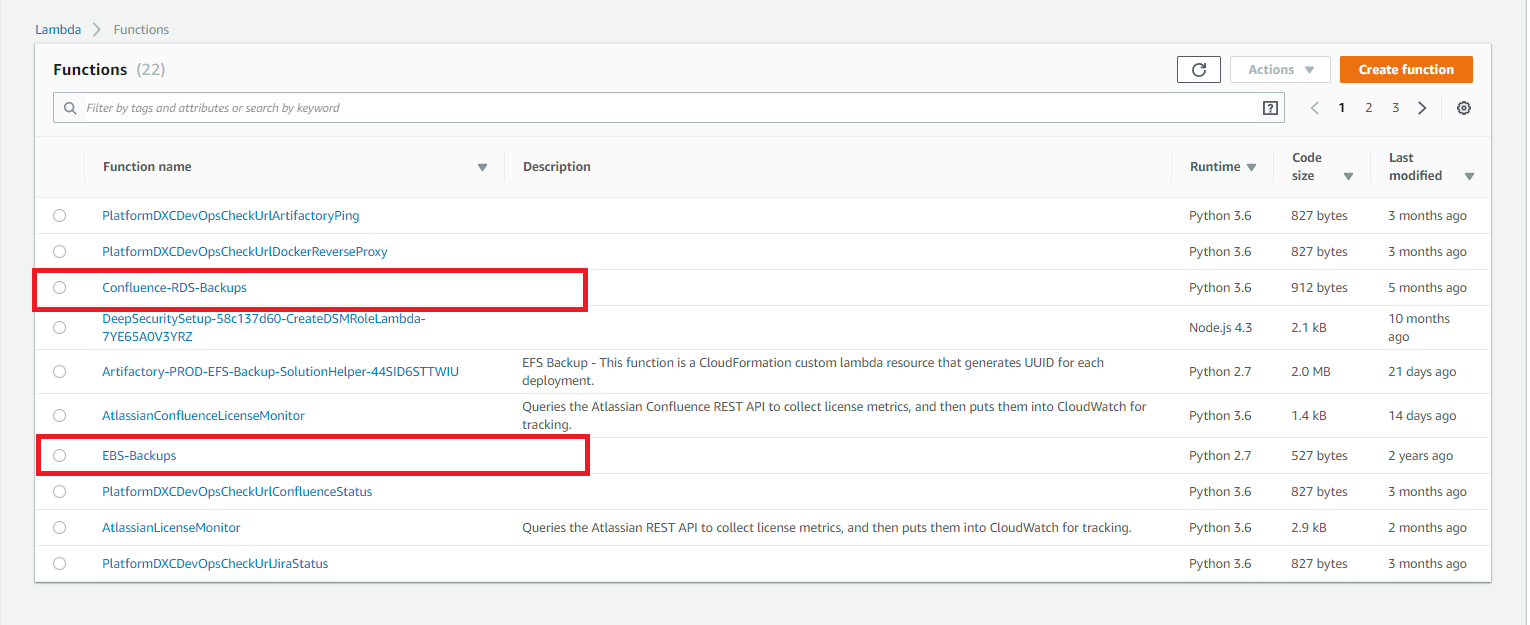 Lambda > Functions
Functions (22) Actions Create function
Filter by tags and attributes or search by keyword ? 1 2 3
Function name Description Runtime Code size Last modified
PlatformDXCDevOpsCheckUrlArtifactoryPing Python 3.6 827 bytes 3 months ago
PlatformDXCDevOpsCheckUrlDockerReverseProxy Python 3.6 827 bytes 3 months ago
Confluence-RDS-Backups Python 3.6 912 bytes 5 months ago
DeepSecuritySetup-58c137d60-CreateDSMRoleLambda-
7YE65A0V3YRZ Node.js 4.3 2.1 kB 10 months ago
Artifactory-PROD-EFS-Backup-SolutionHelper-44SID6STTWIU EFS Backup - This function is a CloudFormation custom lambda resource that generates UUID for each
deployment. Python 2.7 2.0 MB 21 days ago
AtlassianConfluenceLicenseMonitor Queries the Atlassian Confluence REST API to collect license metrics, and then puts them into CloudWatch for
tracking. Python 3.6 1.4 kB 14 days ago
EBS-Backups Python 2.7 527 bytes 2 years ago
PlatformDXCDevOpsCheckUrlConfluenceStatus Python 3.6 827 bytes 3 months ago
AtlassianLicenseMonitor Queries the Atlassian REST API to collect license metrics, and then puts them into CloudWatch for tracking. Python 3.6 2.9 kB 2 months ago
PlatformDXCDevOpsCheckUrlJiraStatus Python 3.6 827 bytes 3 months ago